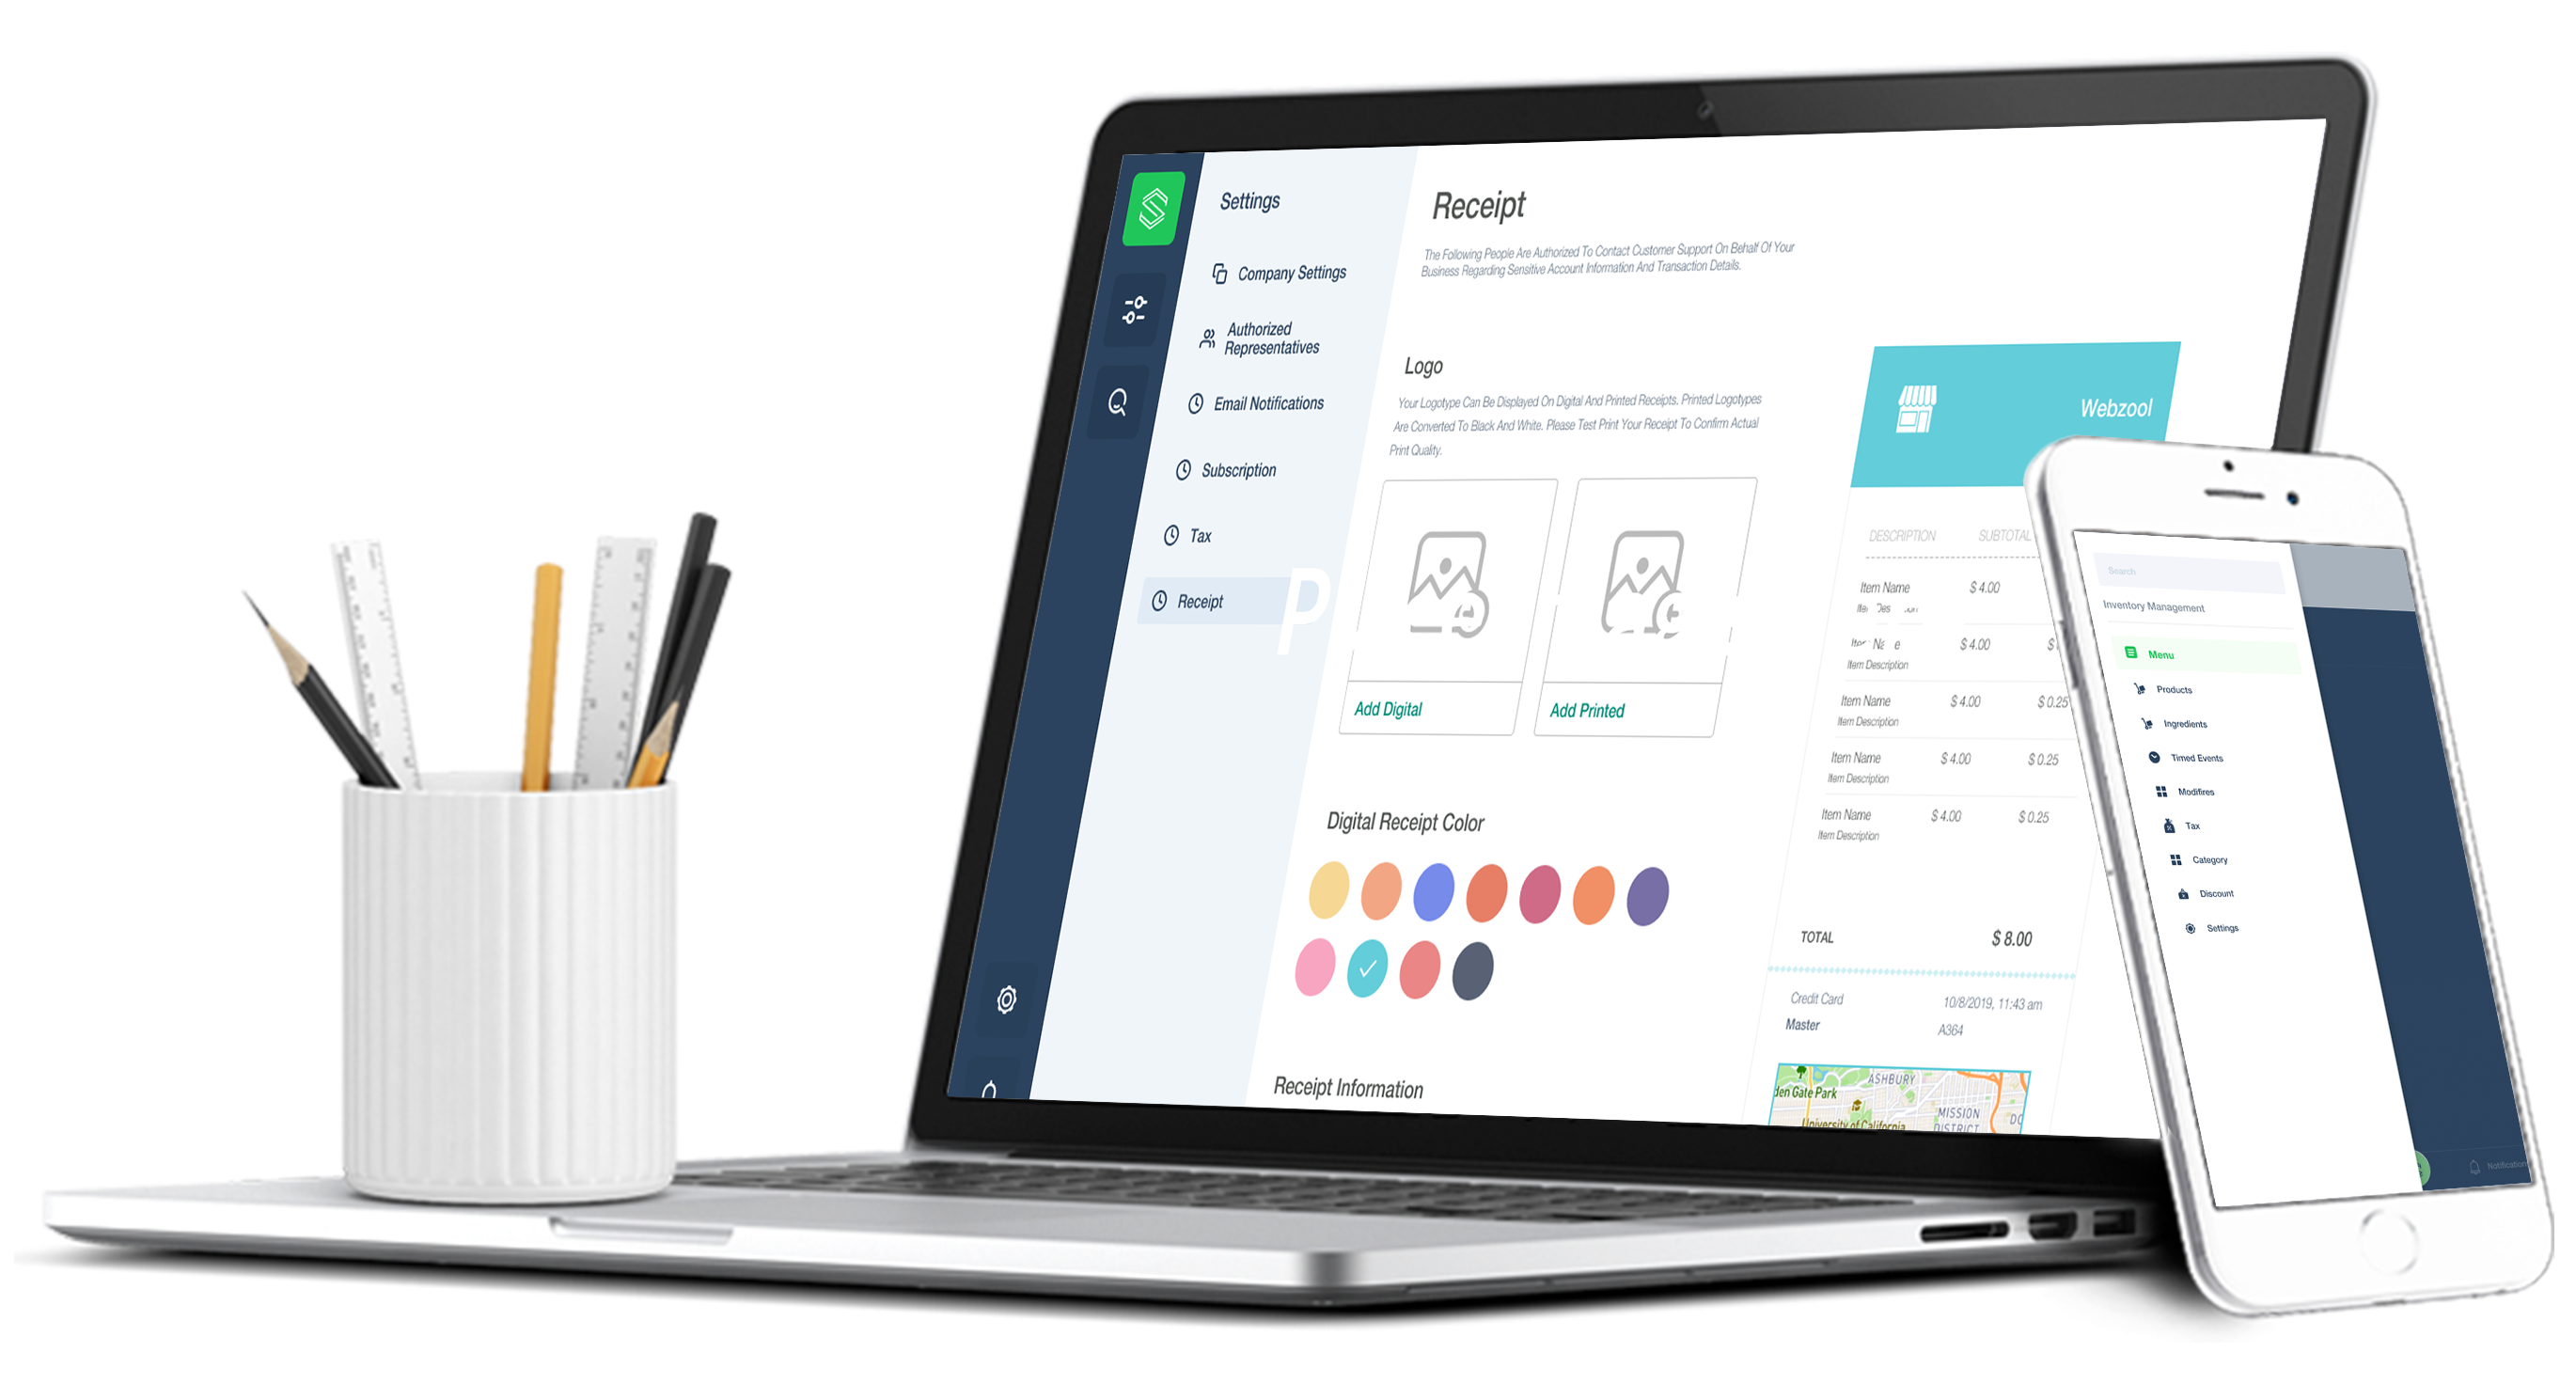 Settings
Company Settings
Authorized
Representatives
Email Notifications
Subscription
Tax
Receipt
P
Receipt
The Following People Are Authorized To Contact Customer Support On Behalf Of Your
Business Regarding Sensitive Account Information And Transaction Details.
Logo
Your Logotype Can Be Displayed On Digital And Printed Receipts. Printed Logotypes
Are Converted To Black And White. Please Test Print Your Receipt To Confirm Actual
Print Quality.
Add Digital
Add Printed
Digital Receipt Color
Receipt Information
Webzool
DESCRIPTION SUBTOTAL
Item Name $ 4.00
$ 4.00
Item Description
Item Name $ 4.00 $ 0.25
Item Description
Item Name $ 4.00 $ 0.25
Item Description
Item Name $ 4.00 $ 0.25
Item Description
TOTAL $ 8.00
Credit Card 10/8/2019, 11:43 am
Master A364
ASHBURY
den Gate Park
MISSION
DISTRICT
DO
University of California
Search
Inventory Management
Menu
Products
Ingredients
Timed Events
Modifires
Tax
Category
Discount
Settings
Notification